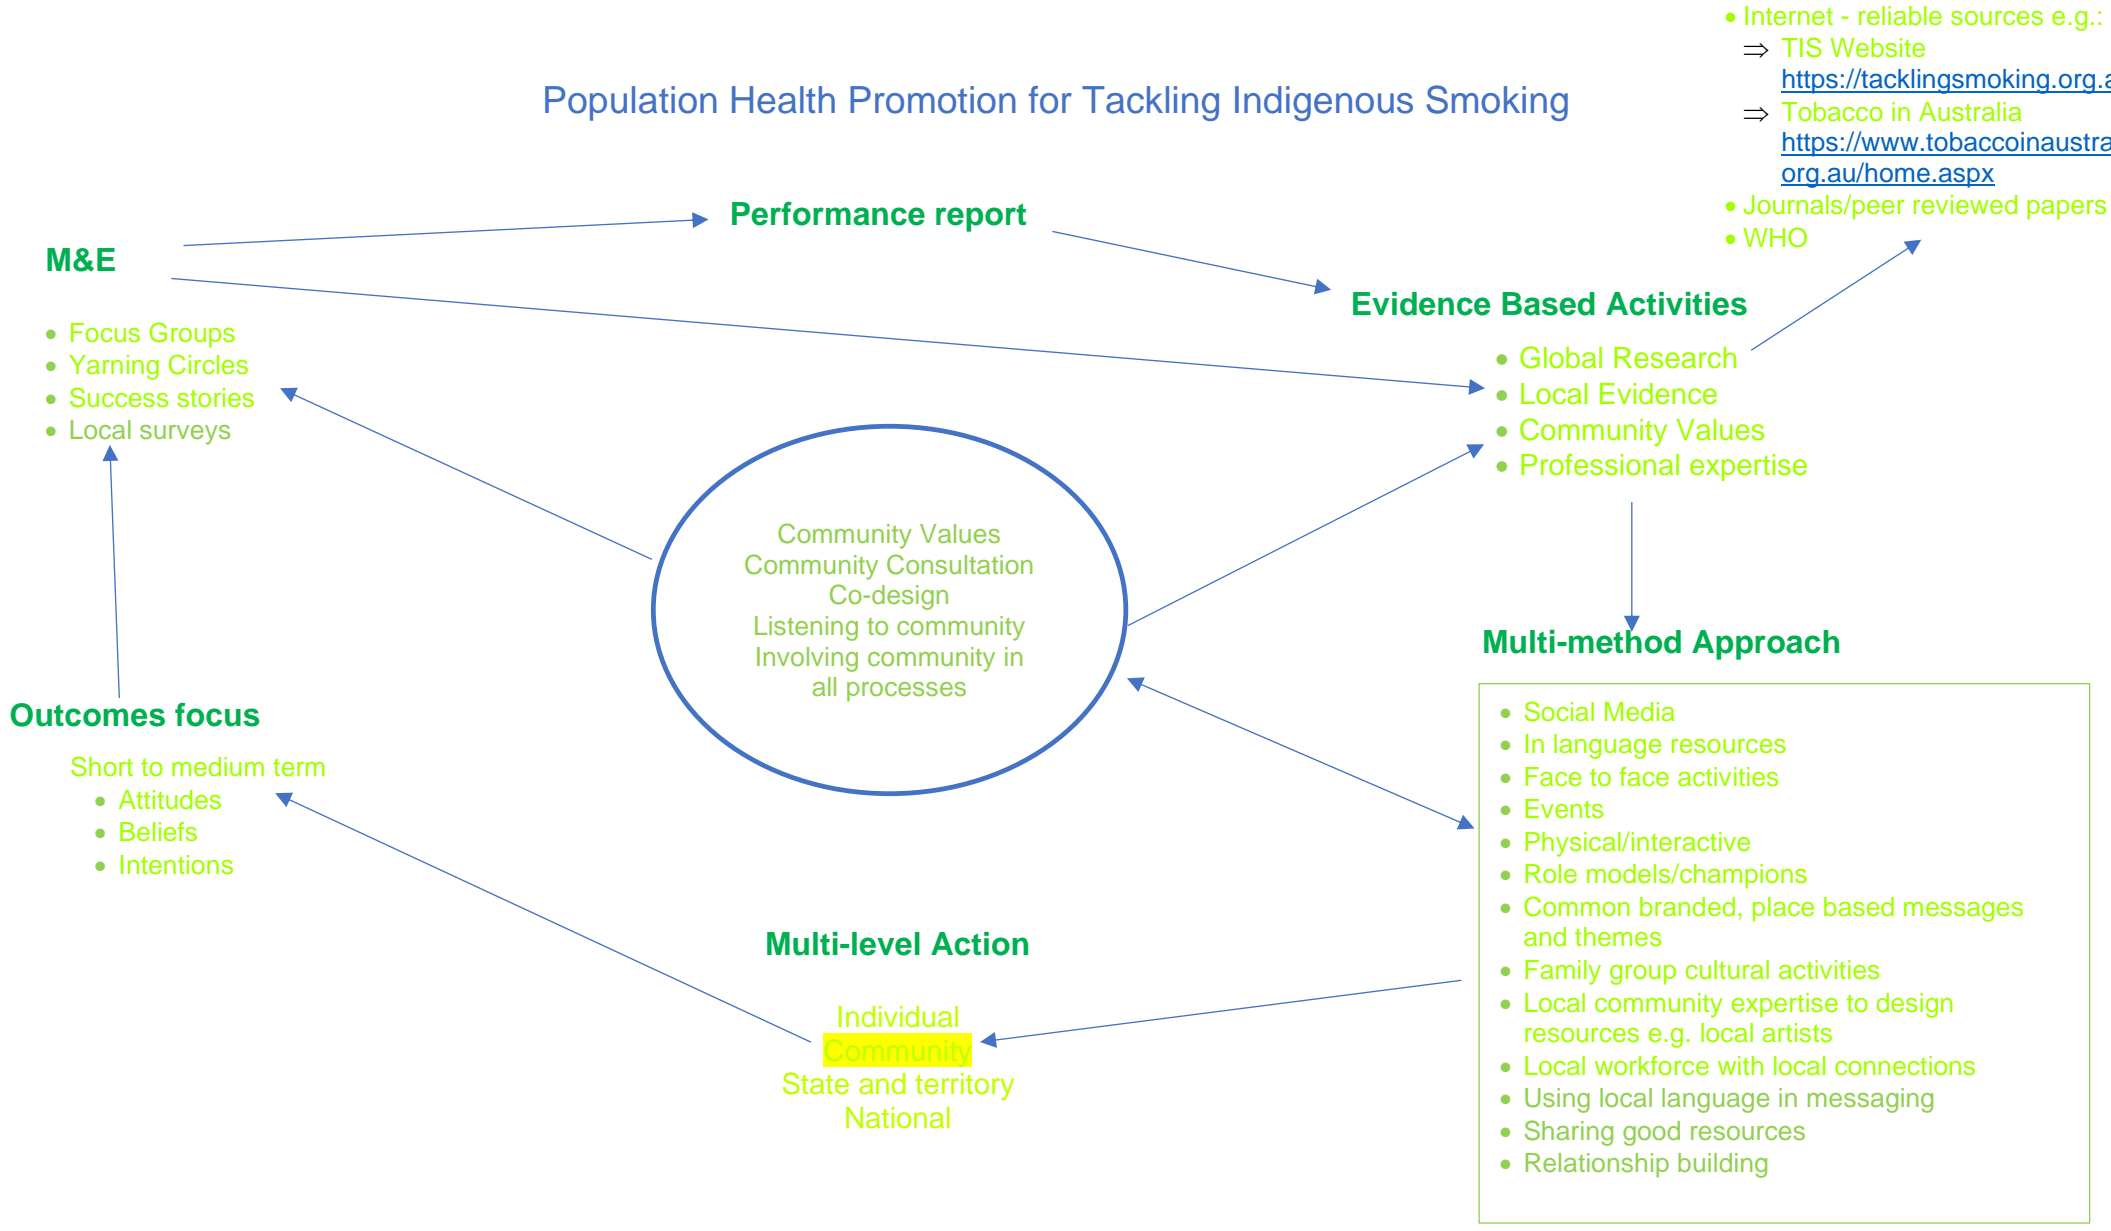 Population Health Promotion for Tackling Indigenous Smoking
• Internet - reliable sources e.g.:
⇒ TIS Website
https://tacklingsmoking.org.a
⇒ Tobacco in Australia
https://www.tobaccoinaustra
org.au/home.aspx
• Journals/peer reviewed papers
• WHO
Performance report
M&E
• Focus Groups
• Yarning Circles
• Success stories
• Local surveys
Evidence Based Activities
• Global Research
• Local Evidence
• Community Values
• Professional expertise
Community Values
Community Consultation
Co-design
Listening to community
Involving community in
all processes
Multi-method Approach
• Social Media
• In language resources
• Face to face activities
• Events
• Physical/interactive
• Role models/champions
• Common branded, place based messages
and themes
• Family group cultural activities
• Local community expertise to design
resources e.g. local artists
• Local workforce with local connections
• Using local language in messaging
• Sharing good resources
• Relationship building
Outcomes focus
Short to medium term
• Attitudes
• Beliefs
• Intentions
Multi-level Action
Individual
Community
State and territory
National